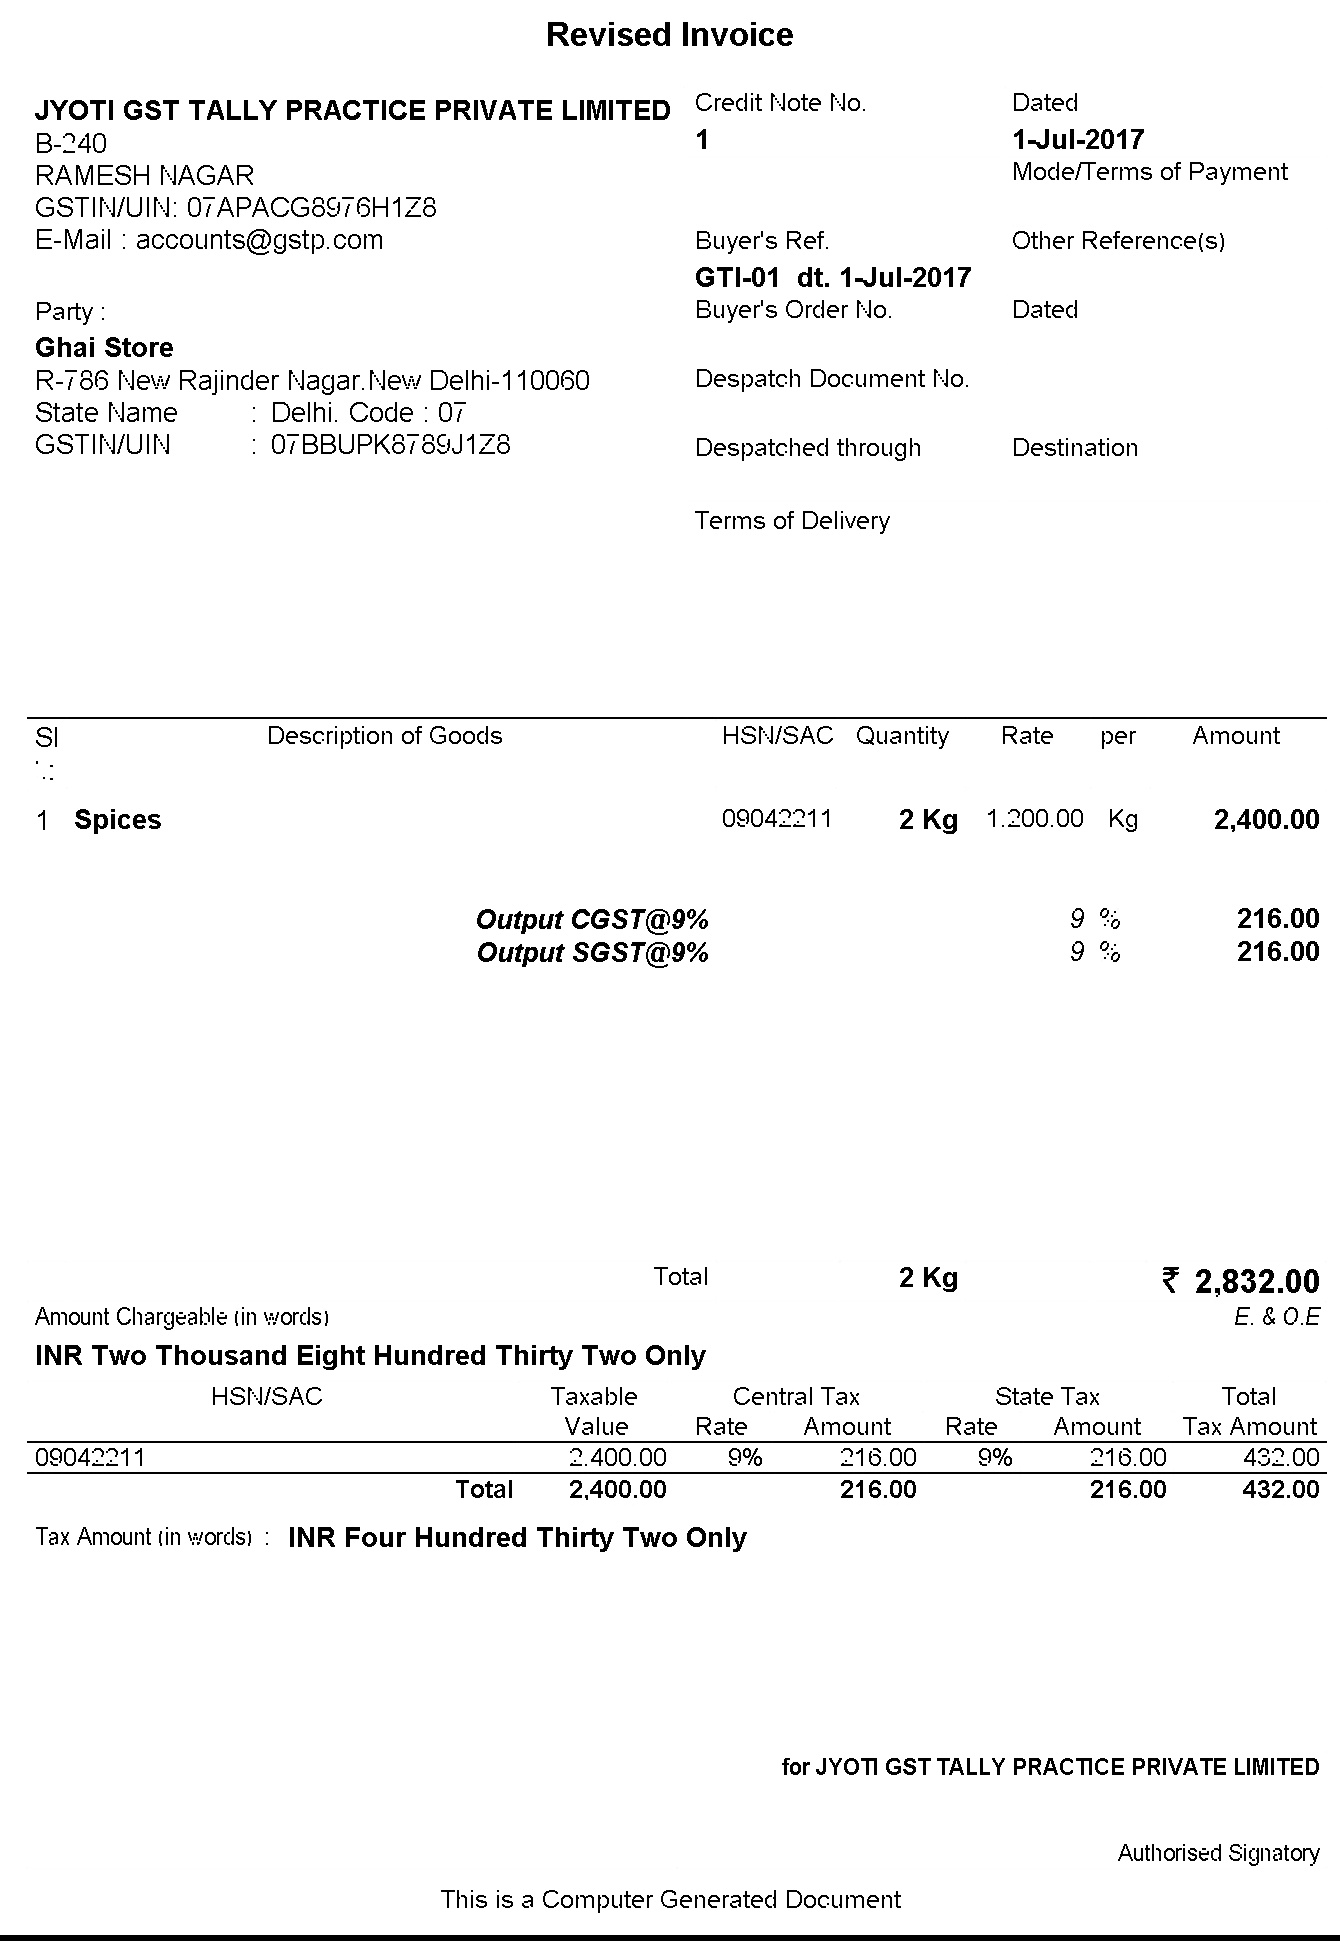 Revised Invoice
JYOTI GST TALLY PRACTICE PRIVATE LIMITED
B-240
RAMESH NAGAR
GSTIN/UIN: 07APACG8976H1Z8
E-Mail : accounts@gstp.com
Party :
Ghai Store
R-786 New Rajinder Nagar.New Delhi-110060
State Name : Delhi. Code : 07
GSTIN/UIN : 07BBUPK8789J1Z8
Credit Note No. Dated
1 1-Jul-2017
Mode/Terms of Payment
Buyer's Ref. Other Reference(s)
GTI-01 dt. 1-Jul-2017
Buyer's Order No. Dated
Despatch Document No.
Despatched through Destination
Terms of Delivery
Sl Description of Goods HSN/SAC Quantity Rate per Amount
1 Spices 09042211 2 Kg 1.200.00 Kg 2,400.00
Output CGST@9% 9 % 216.00
Output SGST@9% 9 % 216.00
Total 2 Kg ₹ 2,832.00
Amount Chargeable (in words) E. & O.E
INR Two Thousand Eight Hundred Thirty Two Only
HSN/SAC Taxable Central Tax State Tax Total
Value Rate Amount Rate Amount Tax Amount
09042211 2.400.00 9% 216.00 9% 216.00 432.00
Total 2,400.00 216.00 216.00 432.00
Tax Amount (in words) : INR Four Hundred Thirty Two Only
for JYOTI GST TALLY PRACTICE PRIVATE LIMITED
Authorised Signatory
This is a Computer Generated Document